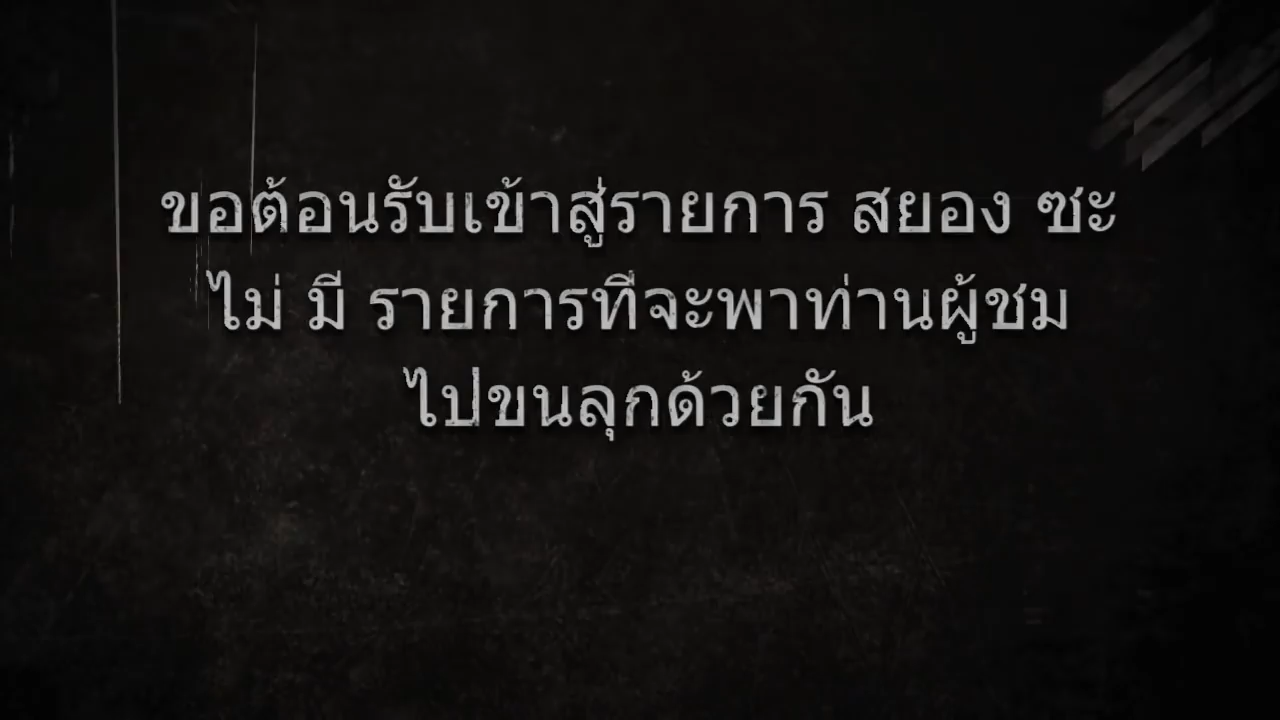 ขอต้อนรับเข้าสู่รายการ สยอง ซะ
ไม่ มี รายการที่จะพาท่านผู้ชม
ไปขนลุกด้วยกัน